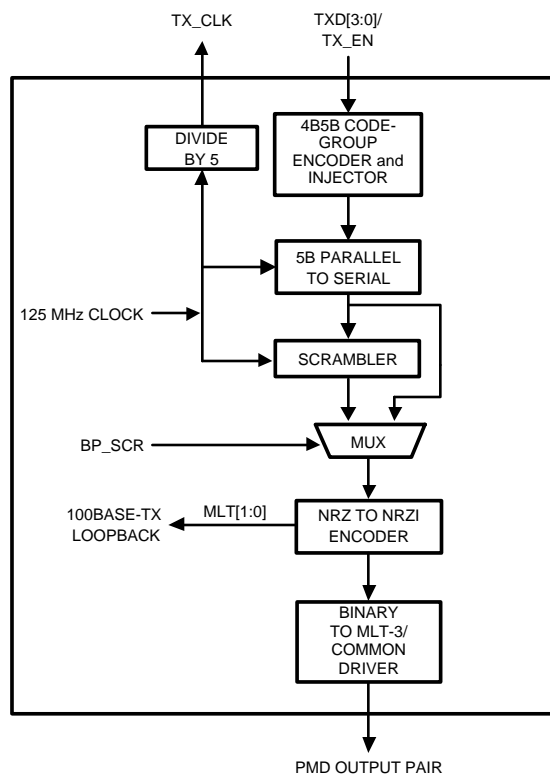 TX_CLK
TXD[3:0]/
TX_EN
DIVIDE
BY 5
4B5B CODE-
GROUP
ENCODER and
INJECTOR
5B PARALLEL
TO SERIAL
125 MHz CLOCK
SCRAMBLER
BP_SCR
MUX
100BASE-TX
LOOPBACK
MLT[1:0]
NRZ TO NRZI
ENCODER
BINARY
TO MLT-3/
COMMON
DRIVER
PMD OUTPUT PAIR